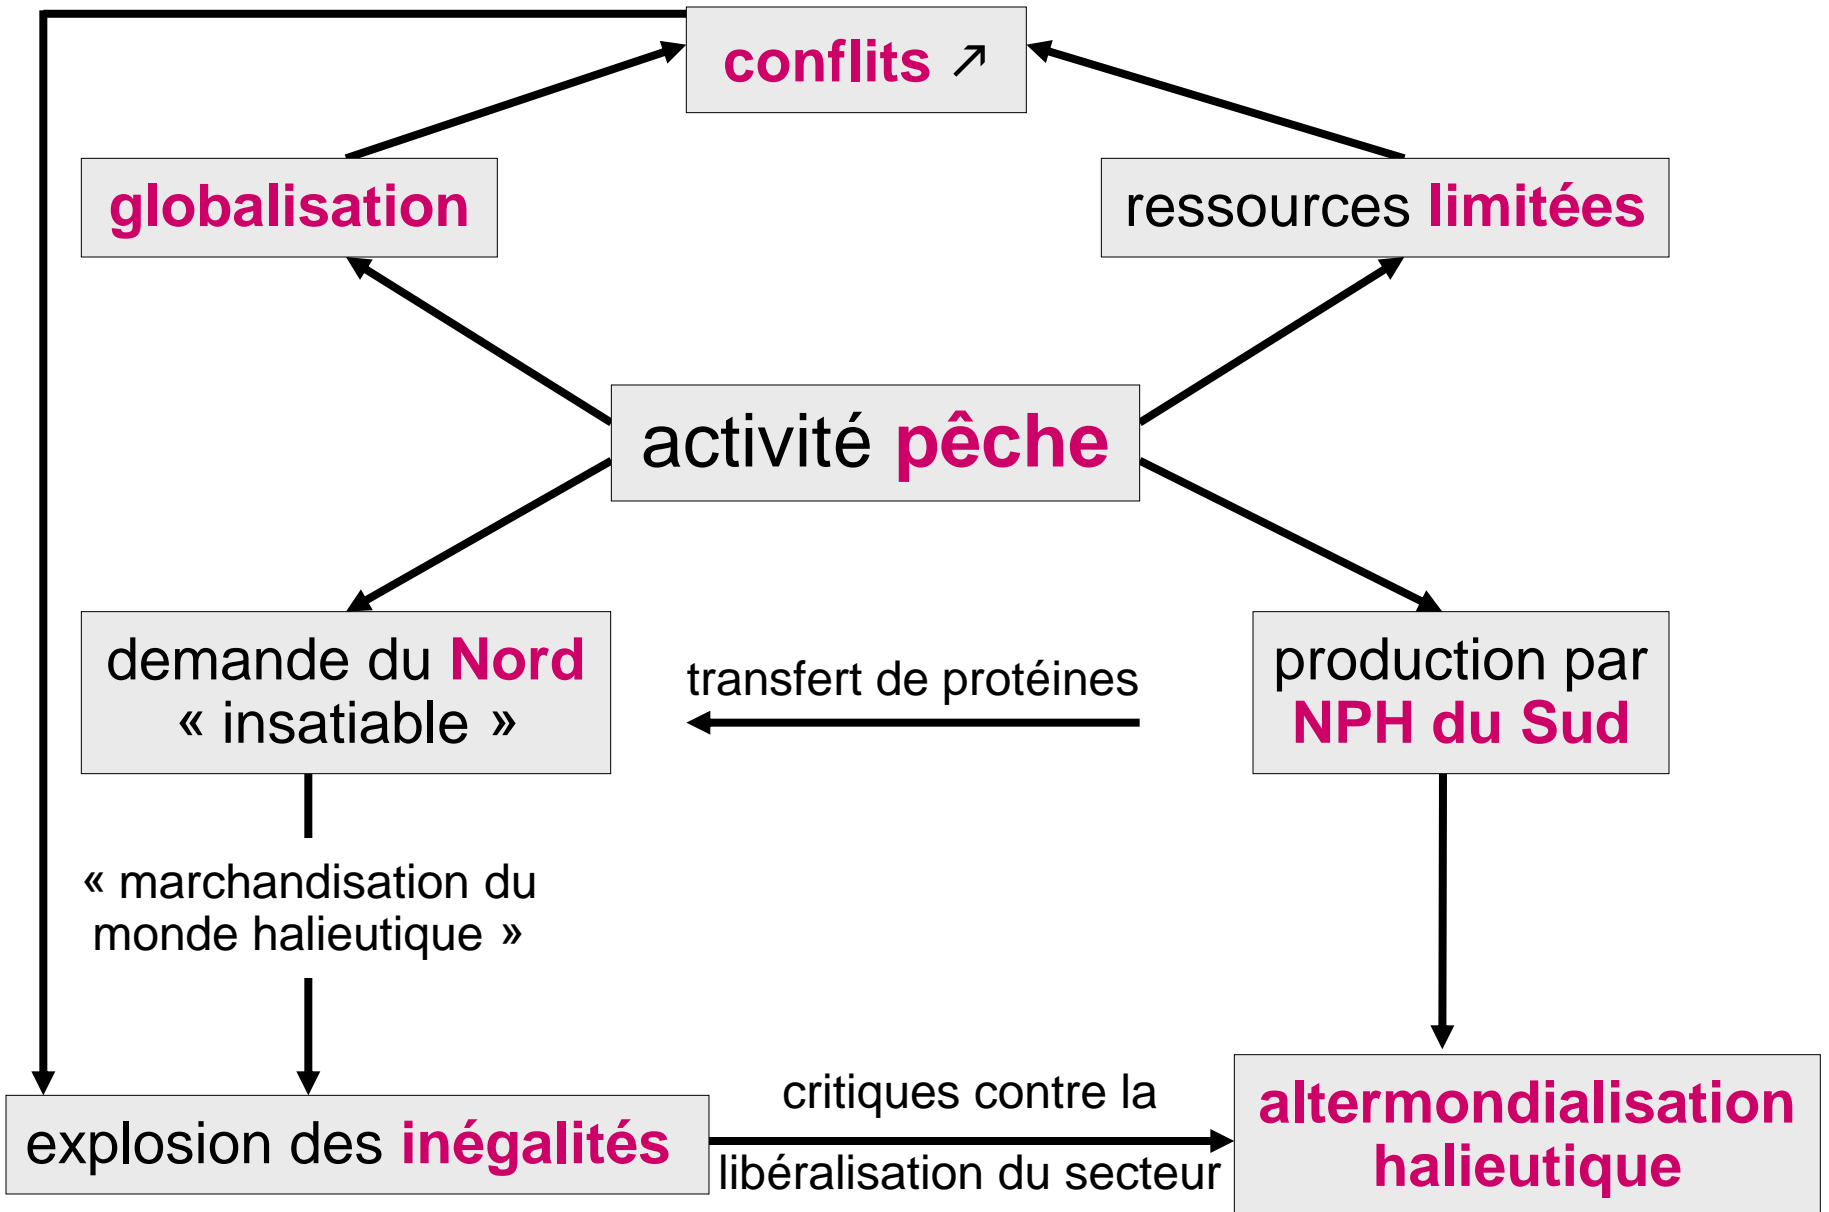 conflits ↗
globalisation
ressources limitées
activité pêche
demande du Nord
« insatiable »
transfert de protéines
production par
NPH du Sud
« marchandisation du
monde halieutique »
explosion des inégalités
critiques contre la
libéralisation du secteur
altermondialisation
halieutique